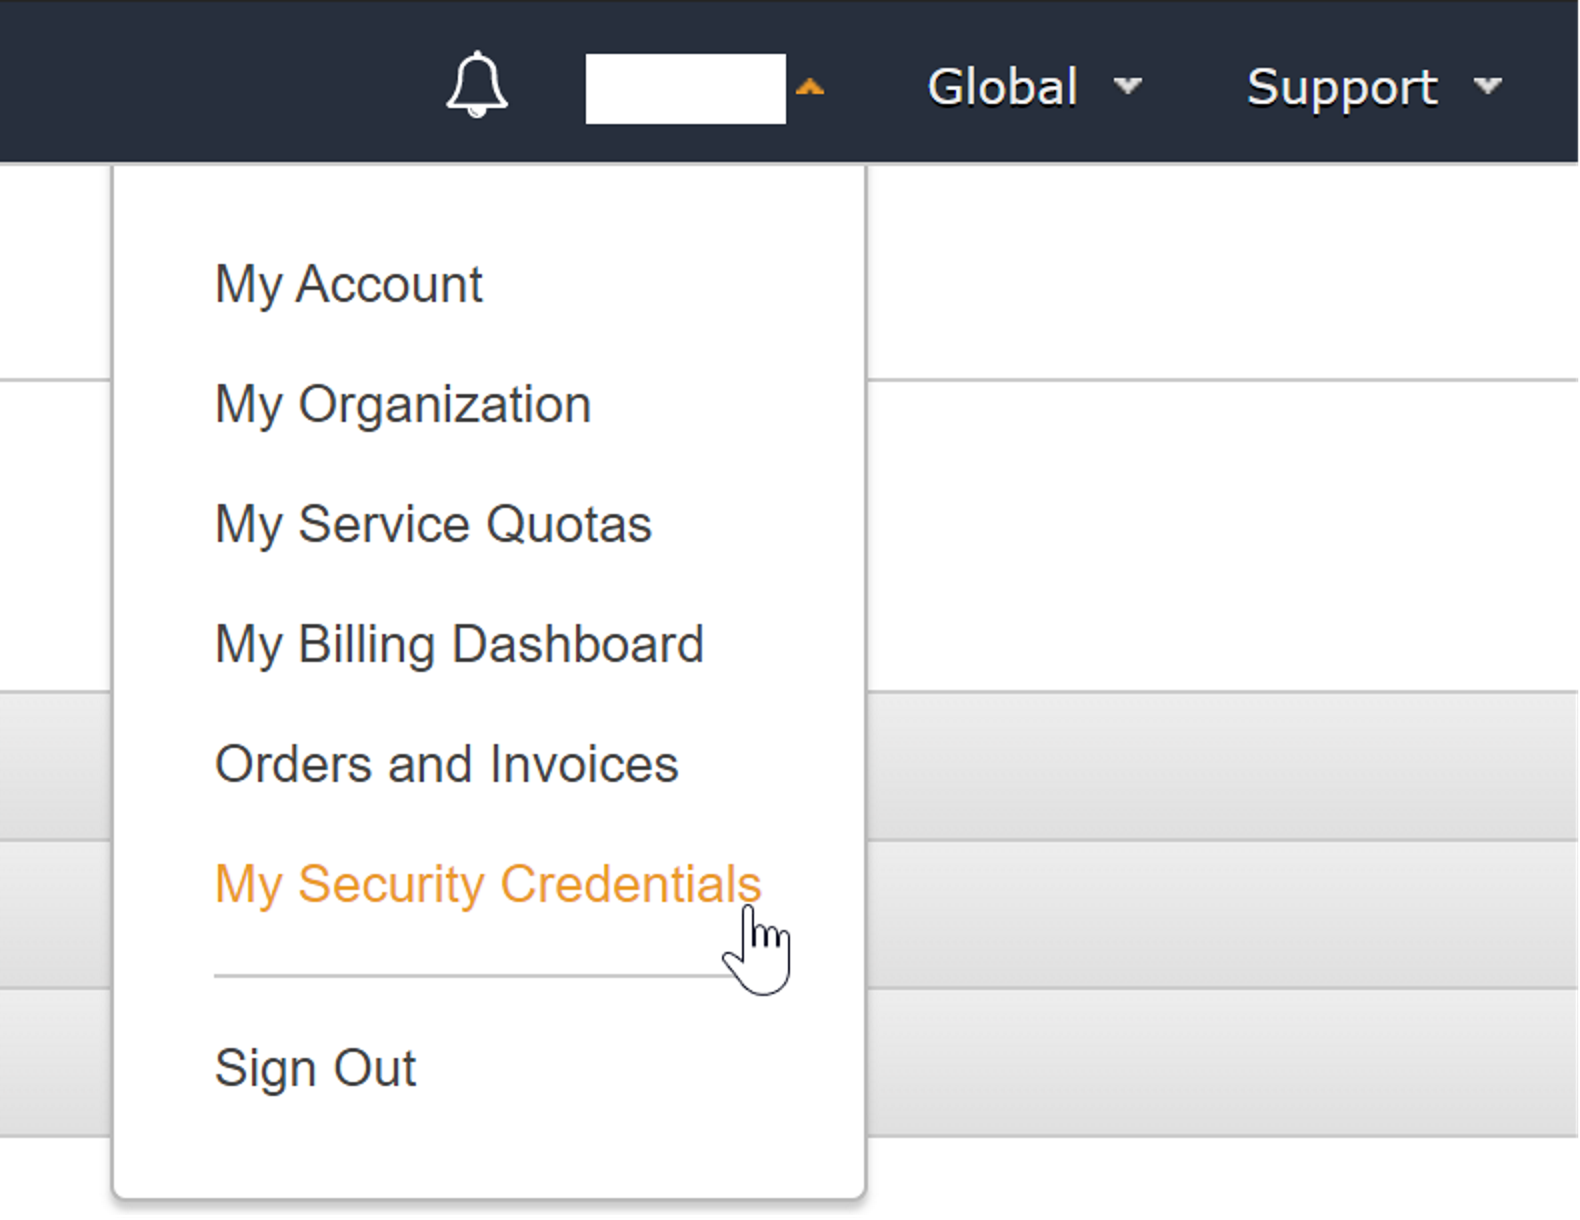 Global
Support
My Account
My Organization
My Service Quotas
My Billing Dashboard
Orders and Invoices
My Security Credentials
Sign Out